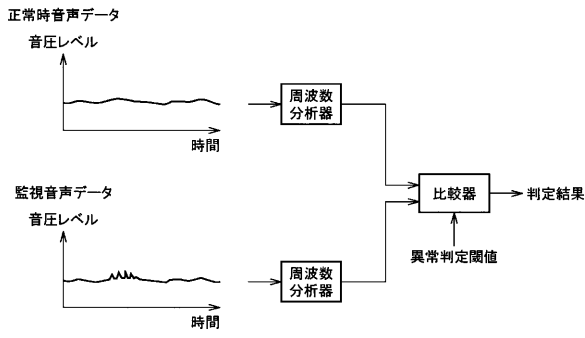 正常時音声データ
音圧レベル
時間
周波数
分析器
監視音声データ
音圧レベル
時間
周波数
分析器
比較器
判定結果
異常判定閾値